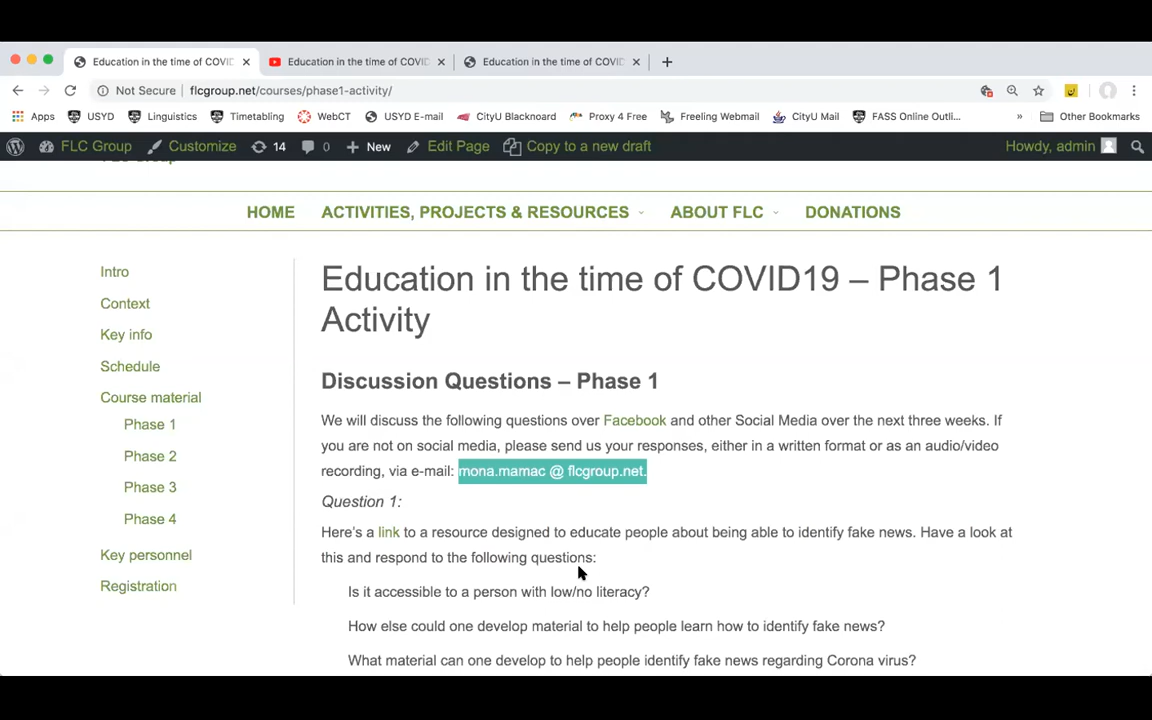 Education in the time of COVID
Education in the time of COVID
Education in the time of COVID
Not Secure flcgroup.net/courses/phase1-activity/
Apps USYD Linguistics Timetabling WebCT USYD E-mail CityU Blacknoard Proxy 4 Free Freeling Webmail CityU Mail FASS Online Outli... » Other Bookmarks
FLC Group Customize 14 0 New Edit Page Copy to a new draft Howdy, admin
HOME ACTIVITIES, PROJECTS & RESOURCES ABOUT FLC DONATIONS
Intro
Context
Key info
Schedule
Course material
Phase 1
Phase 2
Phase 3
Phase 4
Key personnel
Registration
Education in the time of COVID19 – Phase 1
Activity
Discussion Questions – Phase 1
We will discuss the following questions over Facebook and other Social Media over the next three weeks. If
you are not on social media, please send us your responses, either in a written format or as an audio/video
recording, via e-mail: mona.mamac @ flcgroup.net.
Question 1:
Here's a link to a resource designed to educate people about being able to identify fake news. Have a look at
this and respond to the following questions:
Is it accessible to a person with low/no literacy?
How else could one develop material to help people learn how to identify fake news?
What material can one develop to help people identify fake news regarding Corona virus?